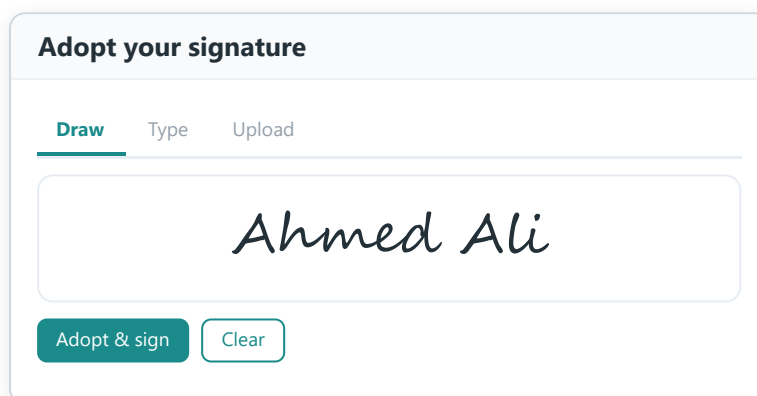 Adopt your signature
Draw Type Upload
Ahmed Ali
Adopt & sign Clear